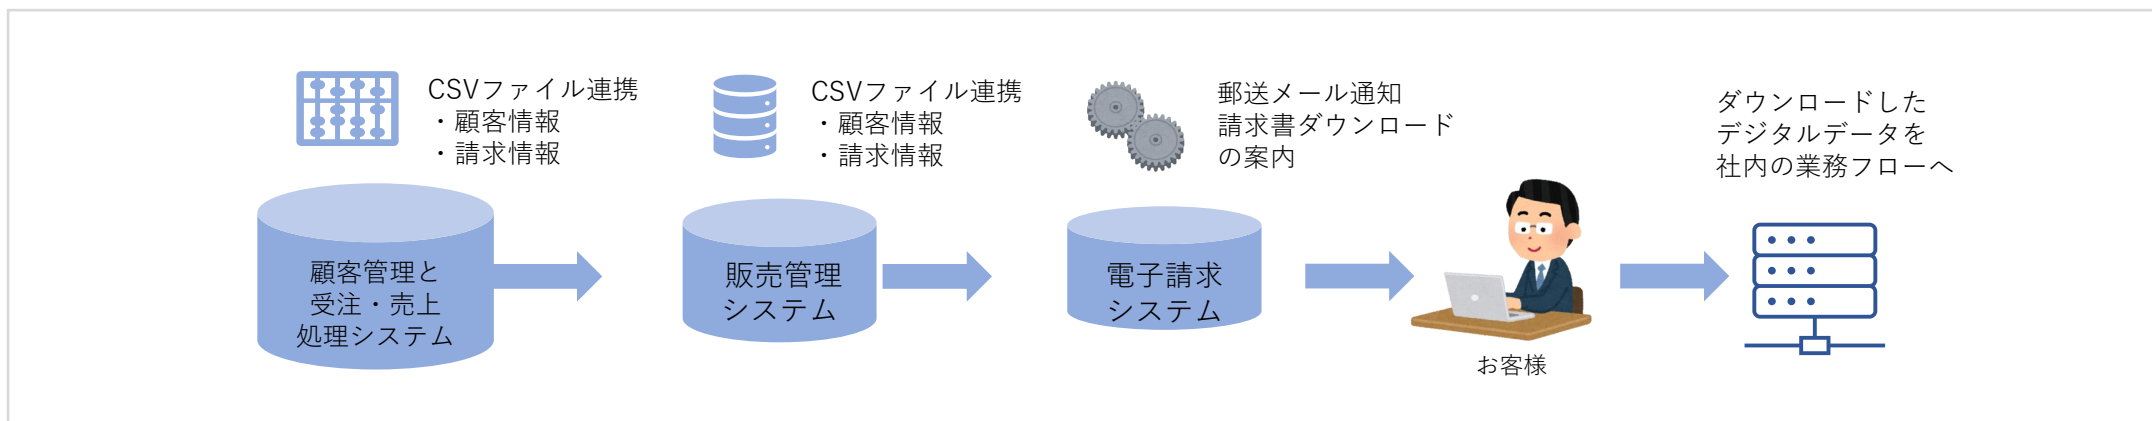 CSVファイル連携
・顧客情報
・請求情報
顧客管理と
受注・売上
処理システム
CSVファイル連携
・顧客情報
・請求情報
販売管理
システム
郵送メール通知
請求書ダウンロード
の案内
電子請求
システム
お客様
ダウンロードした
デジタルデータを
社内の業務フローへ